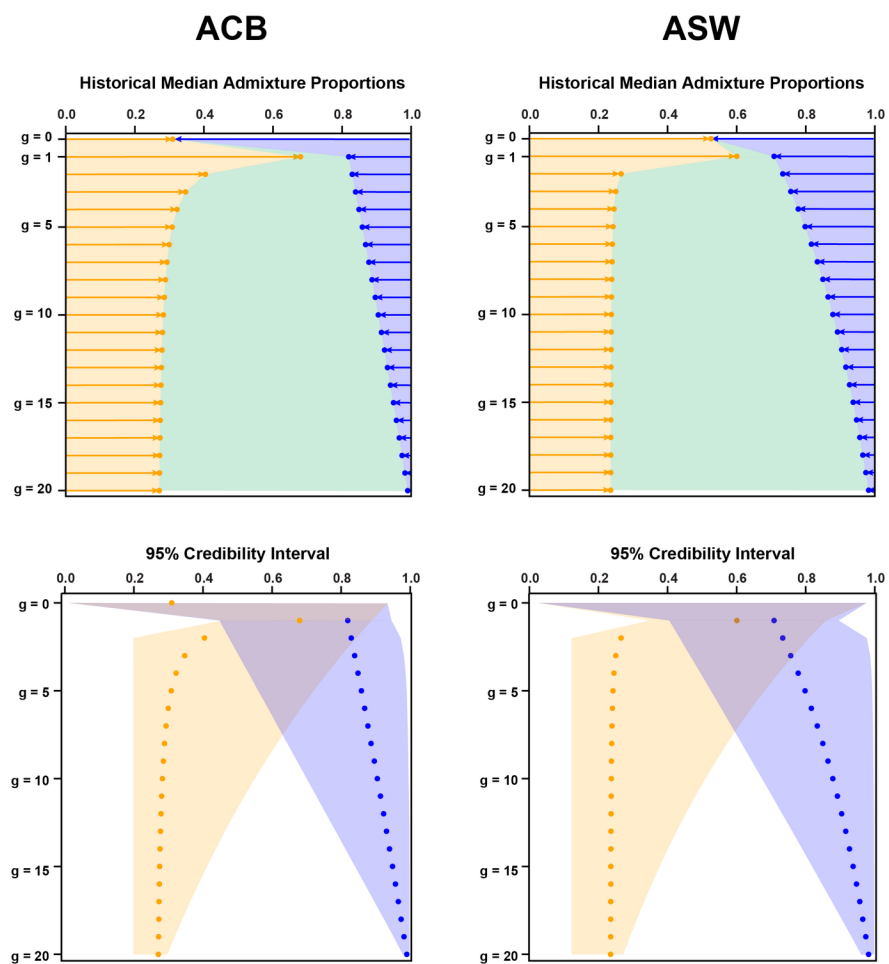 ACB
ASW
Historical Median Admixture Proportions
0.0 0.2 0.4 0.6 0.8 1.0
g = 0
g = 1
g = 5
g = 10
g = 15
g = 20
Historical Median Admixture Proportions
0.0 0.2 0.4 0.6 0.8 1.0
g = 0
g = 1
g = 5
g = 10
g = 15
g = 20
95% Credibility Interval
0.0 0.2 0.4 0.6 0.8 1.0
g = 0
g = 5
g = 10
g = 15
g = 20
95% Credibility Interval
0.0 0.2 0.4 0.6 0.8 1.0
g = 0
g = 5
g = 10
g = 15
g = 20